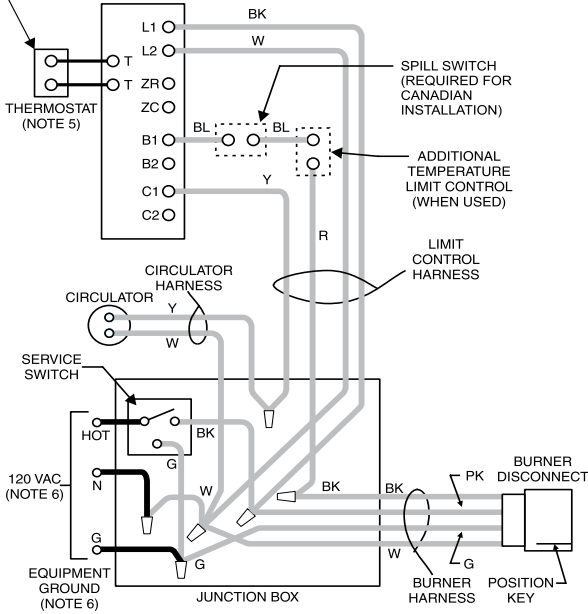 L1
BK
L2
W
T
ZR
T
ZC
THERMOSTAT
(NOTE 5)
SPILL SWITCH
(REQUIRED FOR
CANADIAN
INSTALLATION)
B1
BL
BL
B2
ADDITIONAL
TEMPERATURE
LIMIT CONTROL
(WHEN USED)
C1
Y
C2
R
LIMIT
CONTROL
HARNESS
CIRCULATOR
HARNESS
CIRCULATOR
Y
W
SERVICE
SWITCH
HOT
BK
G
120 VAC
(NOTE 6)
N
W
BK
BK
PK
BURNER
DISCONNECT
G
G
W
G
EQUIPMENT
GROUND
(NOTE 6)
JUNCTION BOX
BURNER
HARNESS
POSITION
KEY